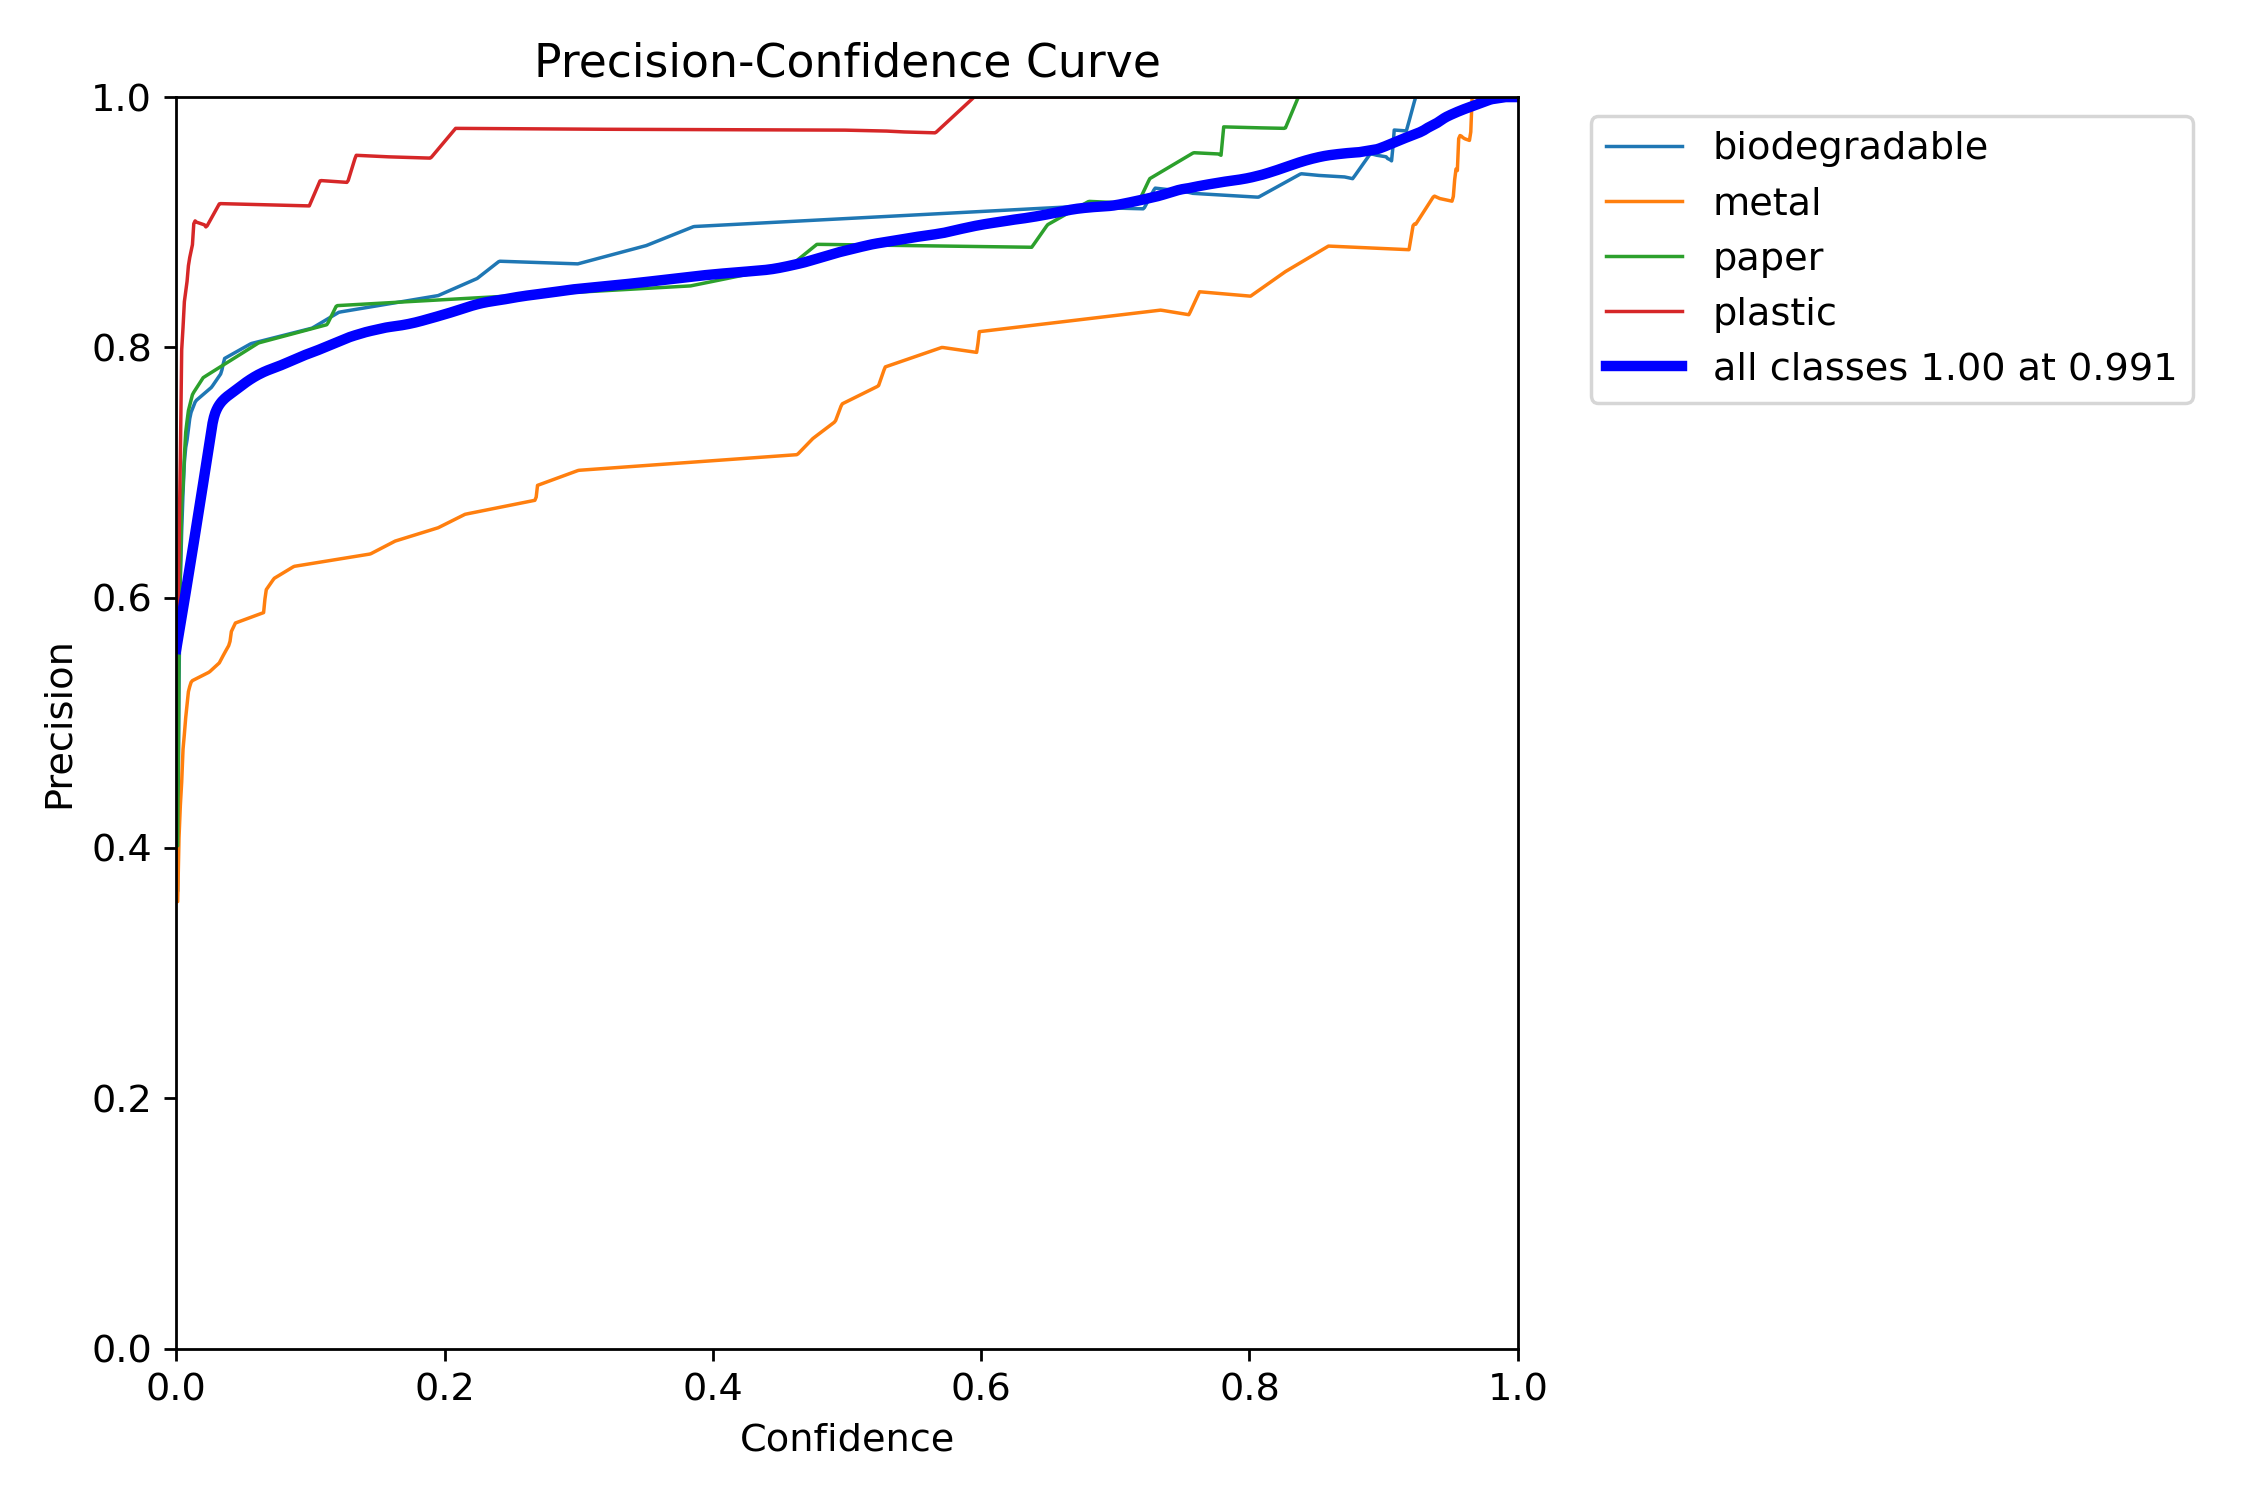 Precision-Confidence Curve
1.0
0.8
0.6
0.4
0.2
0.0
Precision
0.0 0.2 0.4 0.6 0.8 1.0
Confidence
biodegradable
metal
paper
plastic
all classes 1.00 at 0.991